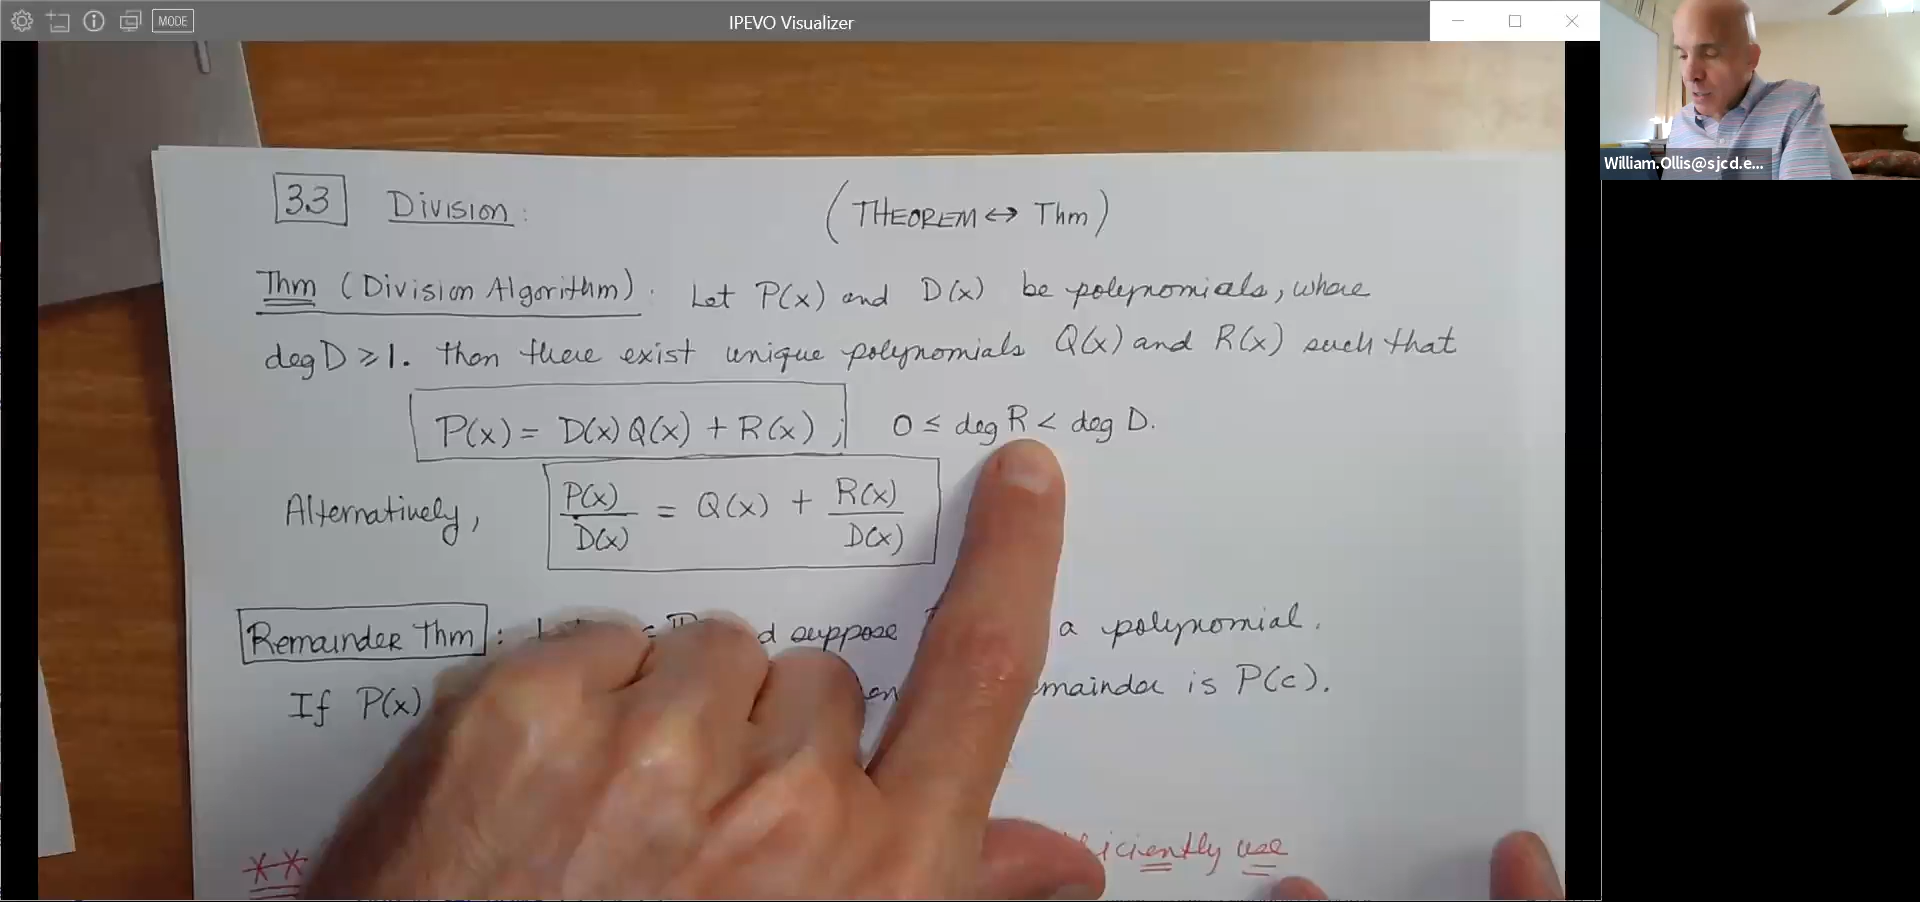 MODE
IPEVO Visualizer
William.Ollis@sjcd.e...
3.3 Division:
(THEOREM ↔ Thm)
Thm (Division Algorithm). Let P(x) and D(x) be polynomials, where
deg D ≥ 1. then there exist unique polynomials Q(x) and R(x) such that
P(x) = D(x)Q(x) + R(x); 0 ≤ deg R < deg D.
Alternatively, P(x)/D(x) = Q(x) + R(x)/D(x)
Remainder Thm: suppose a polynomial.
If P(x) remainder is P(c).
** use